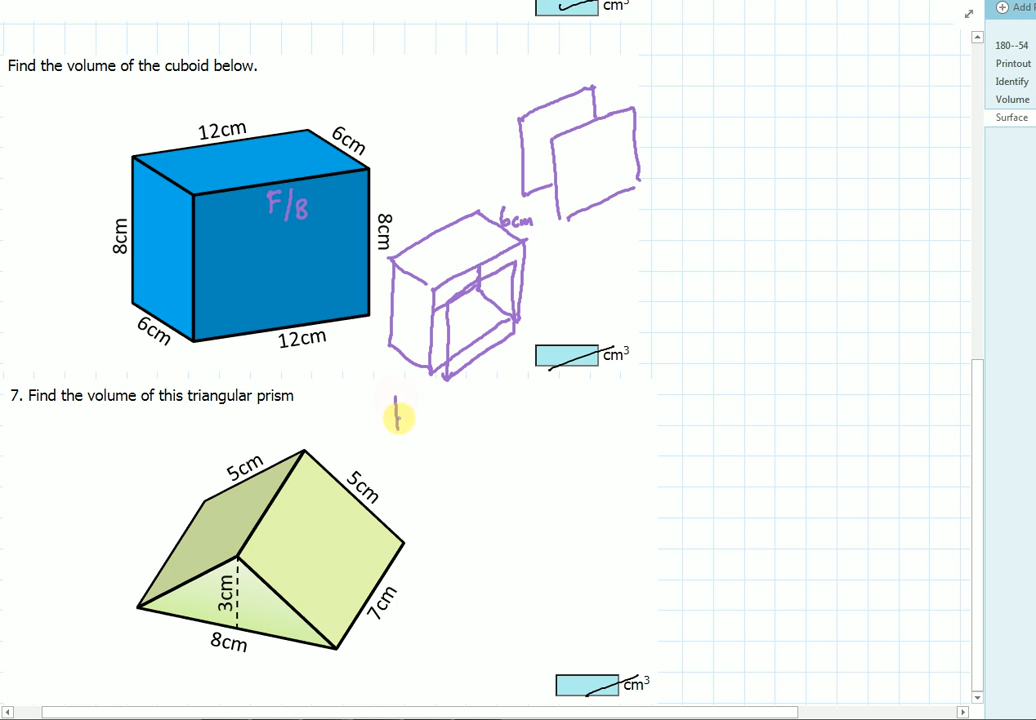 cm³
Add P
180--54
Printout
Identify
Volume
Surface
Find the volume of the cuboid below.
12cm
6cm
F/B
8cm
8cm
6cm
12cm
6cm
cm³
7. Find the volume of this triangular prism
5cm
5cm
3cm
7cm
8cm
cm³